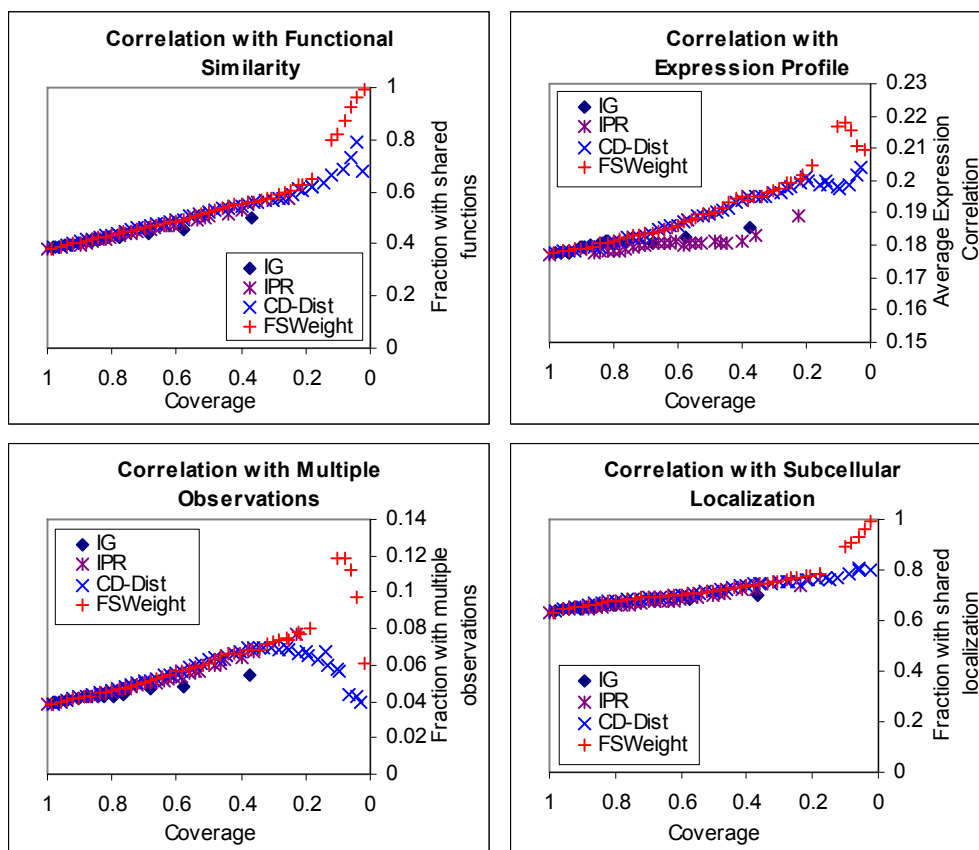 Correlation with Functional
Similarity
IG
IPR
CD-Dist
FSWeight
1
0.8
0.6
0.4
0.2
0
Fraction with shared
functions
1 0.8 0.6 0.4 0.2 0
Coverage
Correlation with
Expression Profile
IG
IPR
CD-Dist
FSWeight
0.23
0.22
0.21
0.2
0.19
0.18
0.17
0.16
0.15
Average Expression
Correlation
1 0.8 0.6 0.4 0.2 0
Coverage
Correlation with Multiple
Observations
IG
IPR
CD-Dist
FSWeight
0.14
0.12
0.1
0.08
0.06
0.04
0.02
0
Fraction with multiple
observations
1 0.8 0.6 0.4 0.2 0
Coverage
Correlation with Subcellular
Localization
IG
IPR
CD-Dist
FSWeight
1
0.8
0.6
0.4
0.2
0
Fraction with shared
localization
1 0.8 0.6 0.4 0.2 0
Coverage